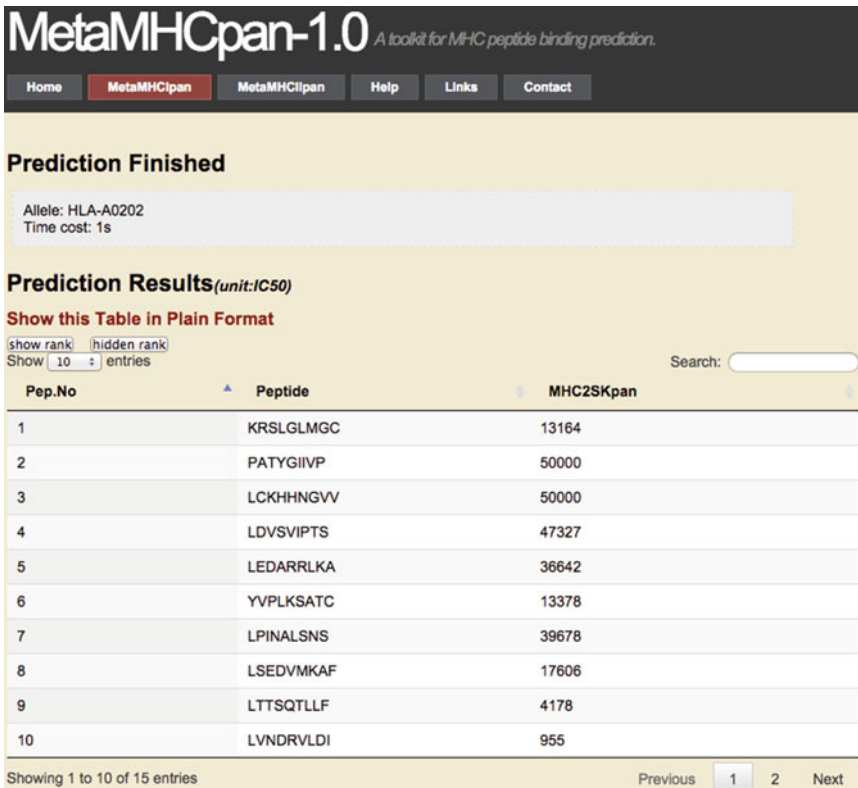 MetaMHCpan-1.0 A toolkit for MHC peptide binding prediction.
Home MetaMHCIpan MetaMHCIIpan Help Links Contact
Prediction Finished
Allele: HLA-A0202
Time cost: 1s
Prediction Results(unit:IC50)
Show this Table in Plain Format
show rank hidden rank
Show 10 entries Search:
Pep.No Peptide MHC2SKpan
1 KRSLGLMGC 13164
2 PATYGIIVP 50000
3 LCKHHNGVV 50000
4 LDVSVIPTS 47327
5 LEDARRLKA 36642
6 YVPLKSATC 13378
7 LPINALSNS 39678
8 LSEDVMKAF 17606
9 LTTSQTLLF 4178
10 LVNDRVLDI 955
Showing 1 to 10 of 15 entries Previous 1 2 Next